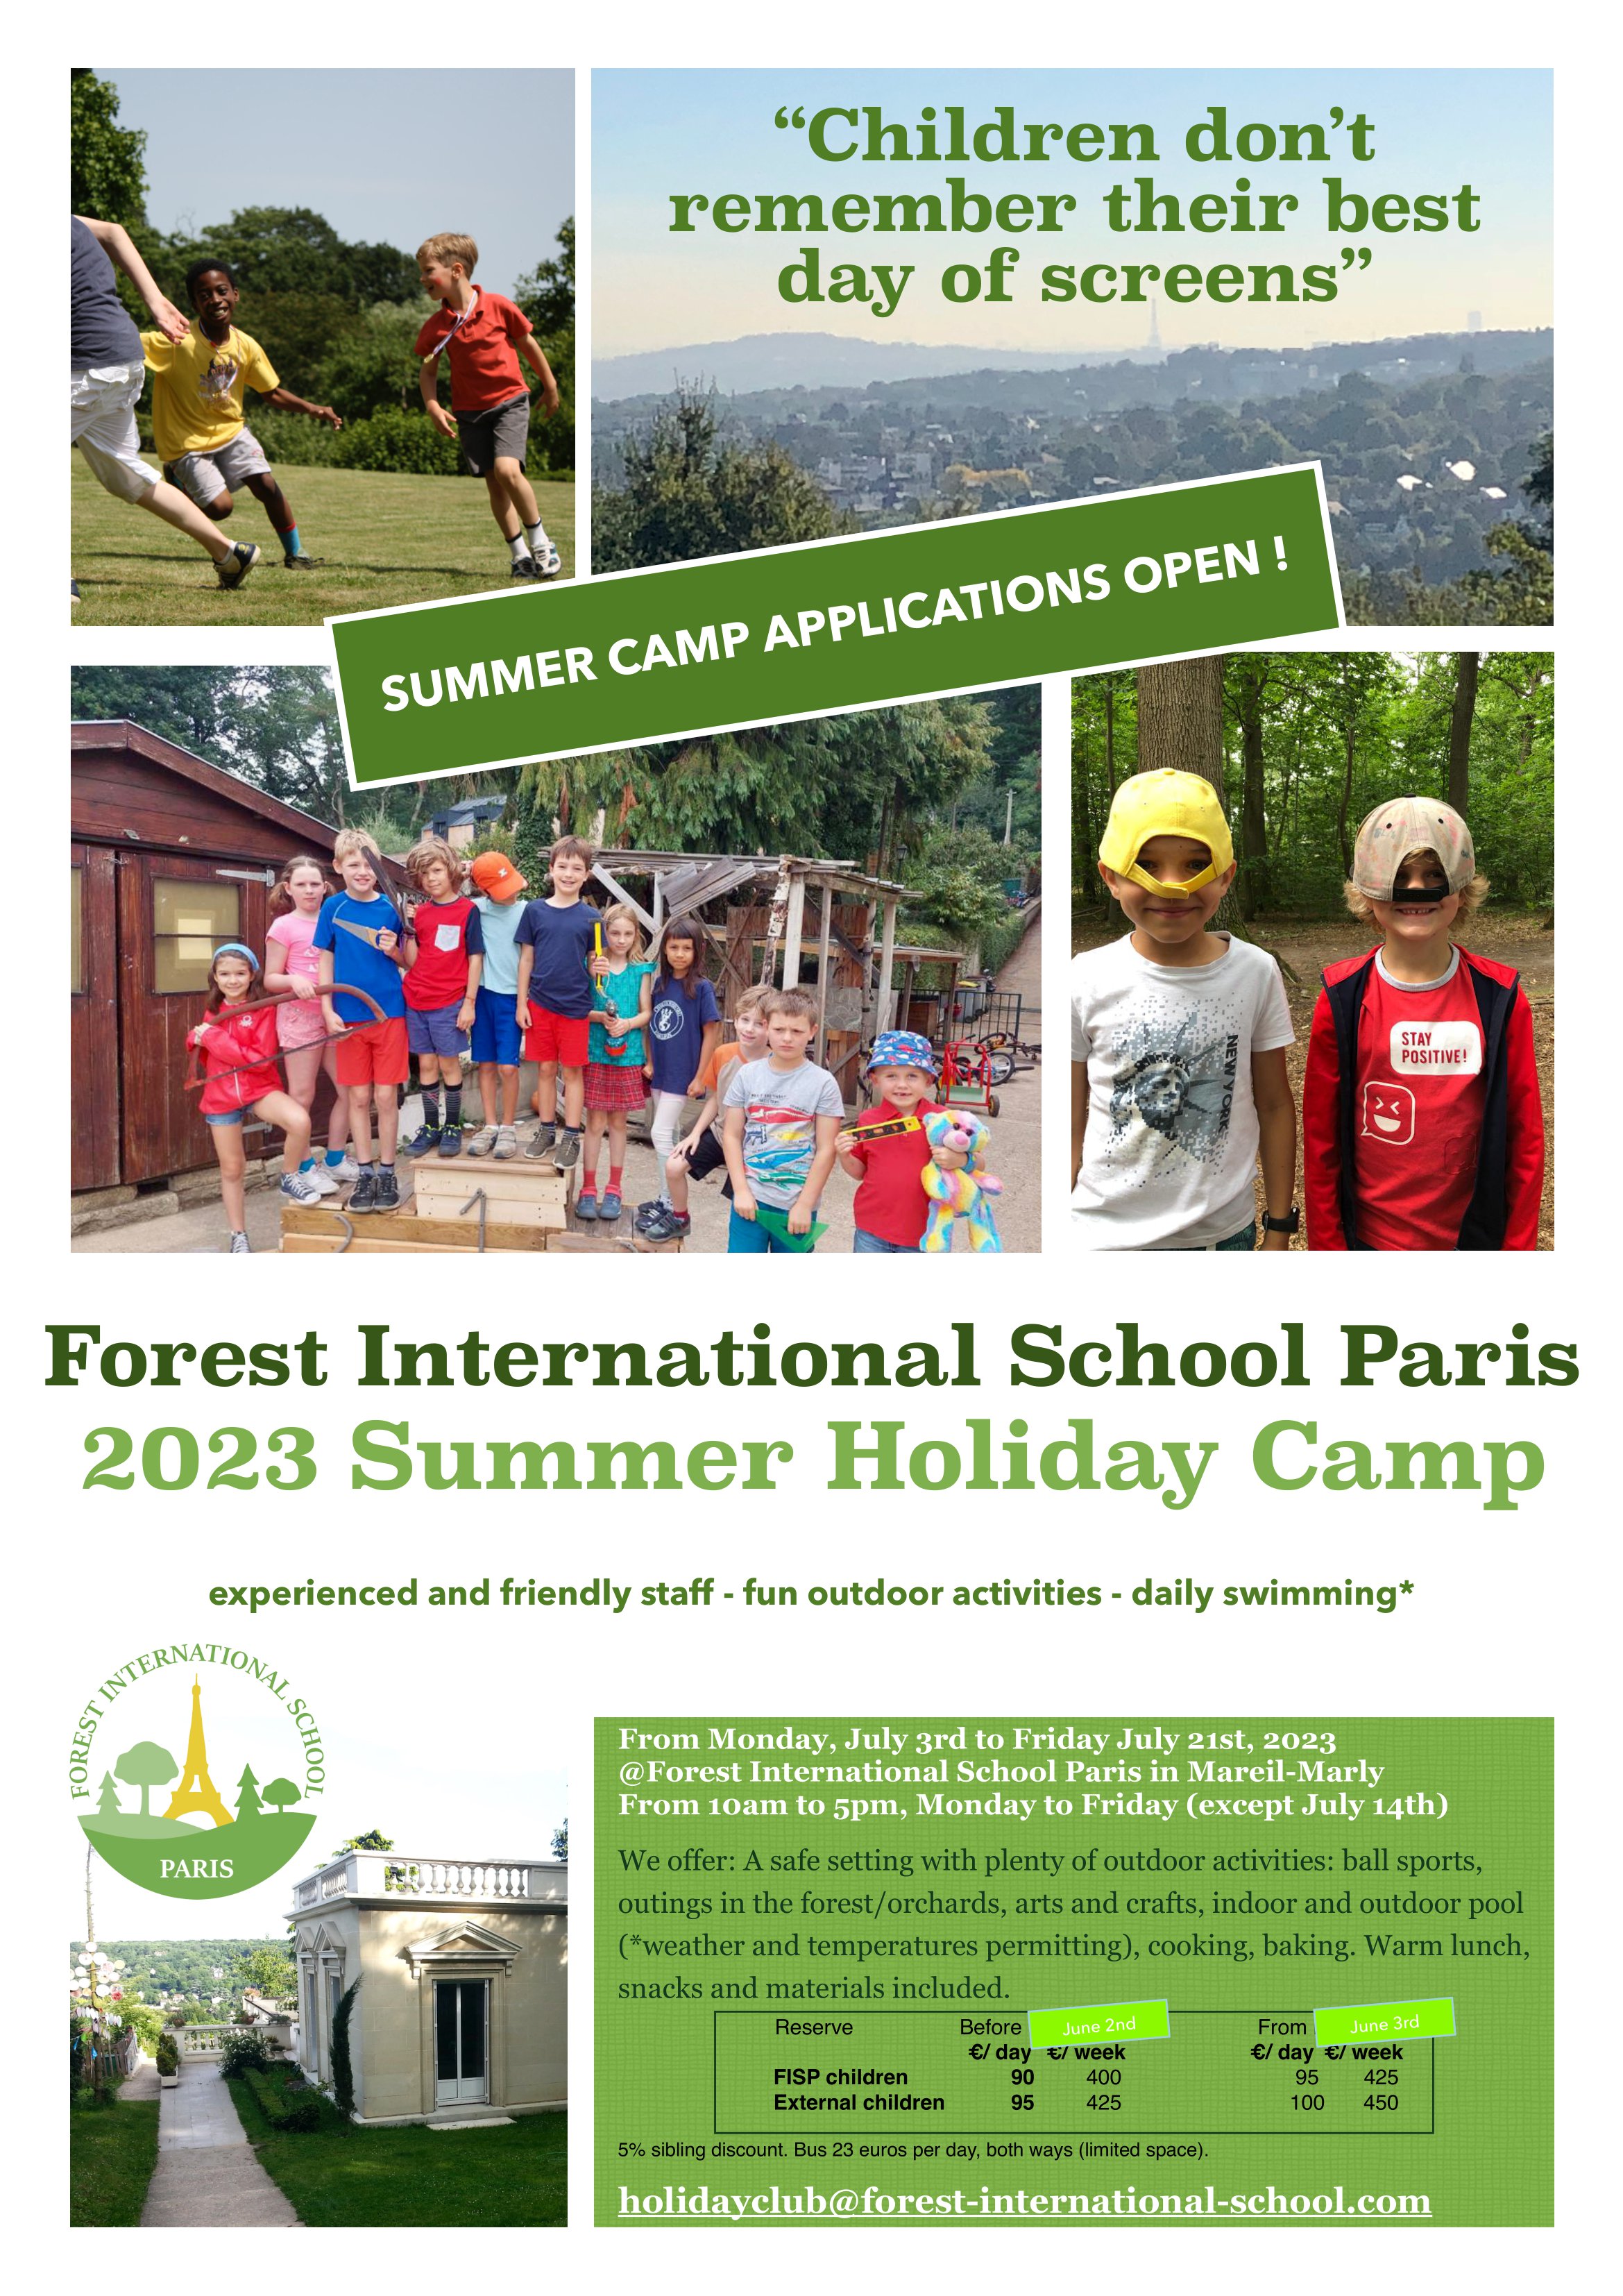 “Children don’t
remember their best
day of screens”
SUMMER CAMP APPLICATIONS OPEN !
NEW YORK
STAY
POSITIVE!
Forest International School Paris
2023 Summer Holiday Camp
experienced and friendly staff - fun outdoor activities - daily swimming*
FOREST INTERNATIONAL SCHOOL
PARIS
From Monday, July 3rd to Friday July 21st, 2023
@Forest International School Paris in Mareil-Marly
From 10am to 5pm, Monday to Friday (except July 14th)
We offer: A safe setting with plenty of outdoor activities: ball sports,
outings in the forest/orchards, arts and crafts, indoor and outdoor pool
(*weather and temperatures permitting), cooking, baking. Warm lunch,
snacks and materials included.
Reserve Before June 2nd From June 3rd
€/ day €/ week €/ day €/ week
FISP children 90 400 95 425
External children 95 425 100 450
5% sibling discount. Bus 23 euros per day, both ways (limited space).
holidayclub@forest-international-school.com